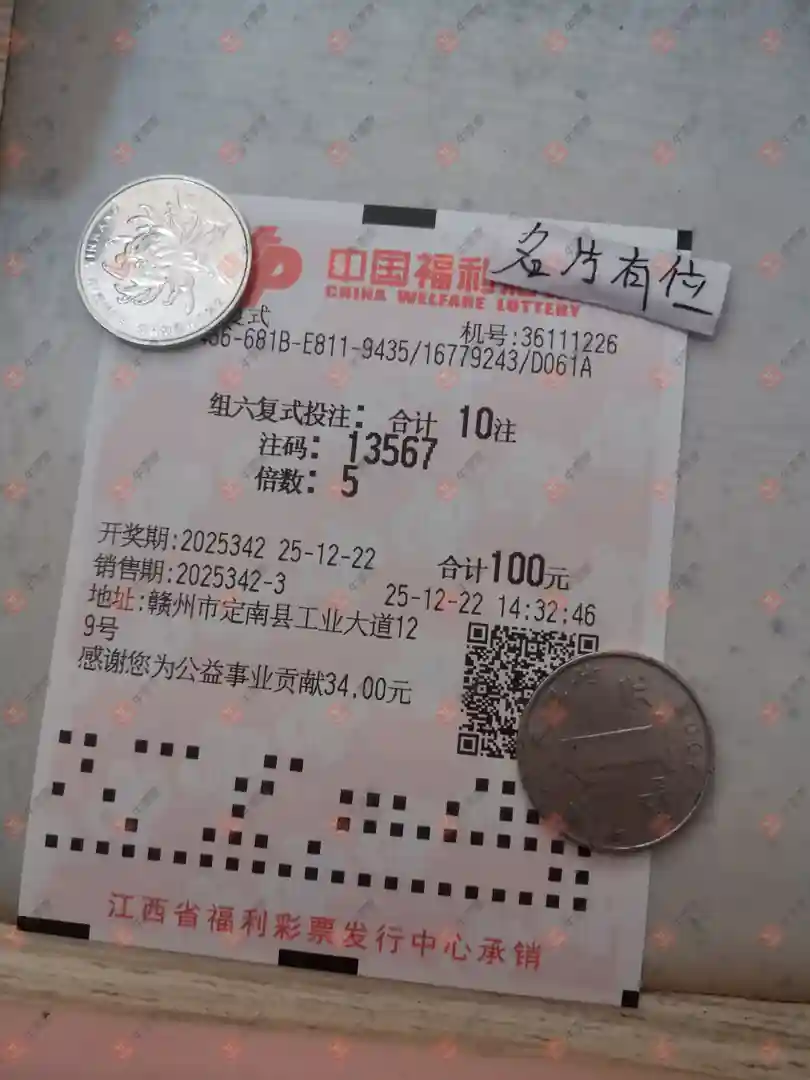 中国福利
名片有位
CHINA WELFARE LOTTERY
复式
机号:36111226
681B-E811-9435/16779243/D061A
组六复式投注: 合计 10注
注码: 13567
倍数: 5
开奖期:2025342 25-12-22
合计100元
销售期:2025342-3
25-12-22 14:32:46
地址:赣州市定南县工业大道12
9号
感谢您为公益事业贡献34.00元
江西省福利彩票发行中心承销